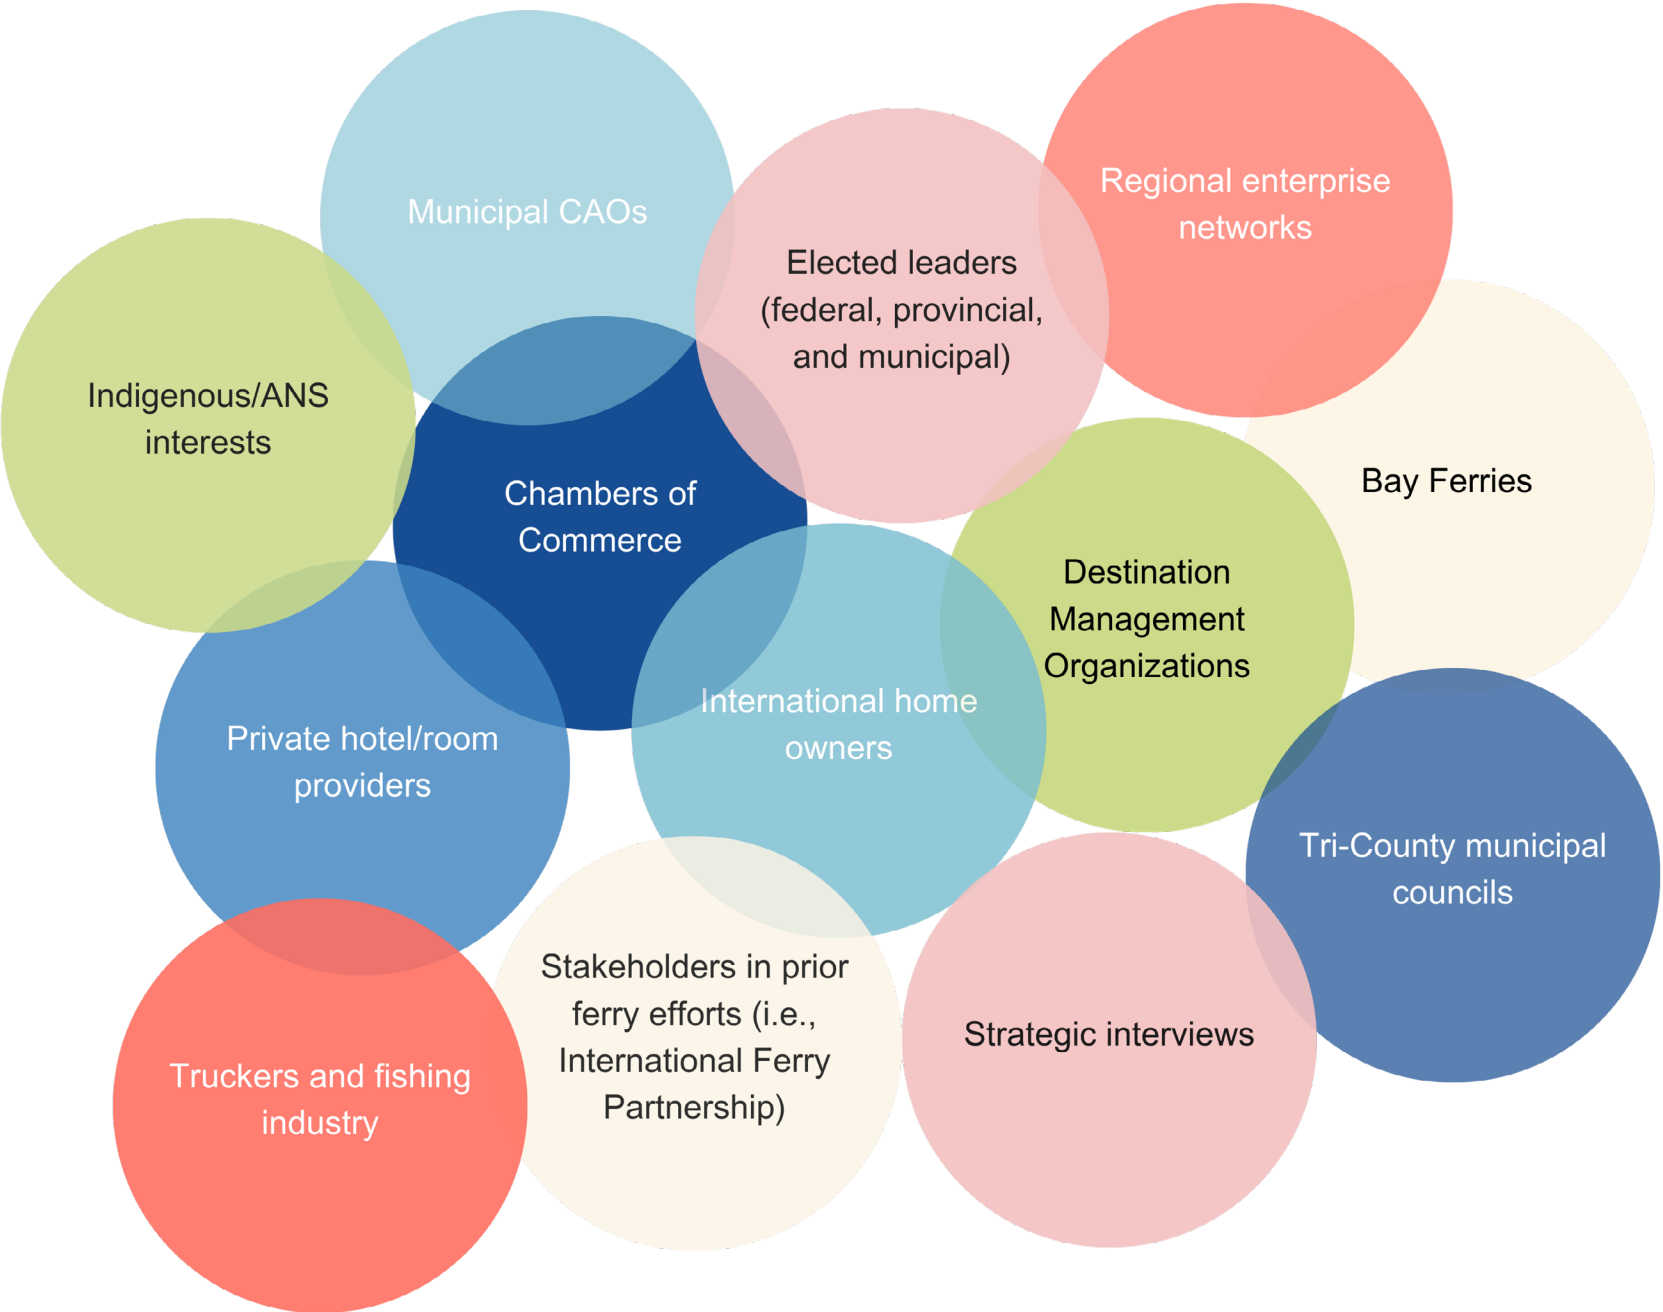 Municipal CAOs
Regional enterprise
networks
Elected leaders
(federal, provincial,
and municipal)
Indigenous/ANS
interests
Chambers of
Commerce
Bay Ferries
Destination
Management
Organizations
International home
owners
Private hotel/room
providers
Tri-County municipal
councils
Stakeholders in prior
ferry efforts (i.e.,
International Ferry
Partnership)
Strategic interviews
Truckers and fishing
industry